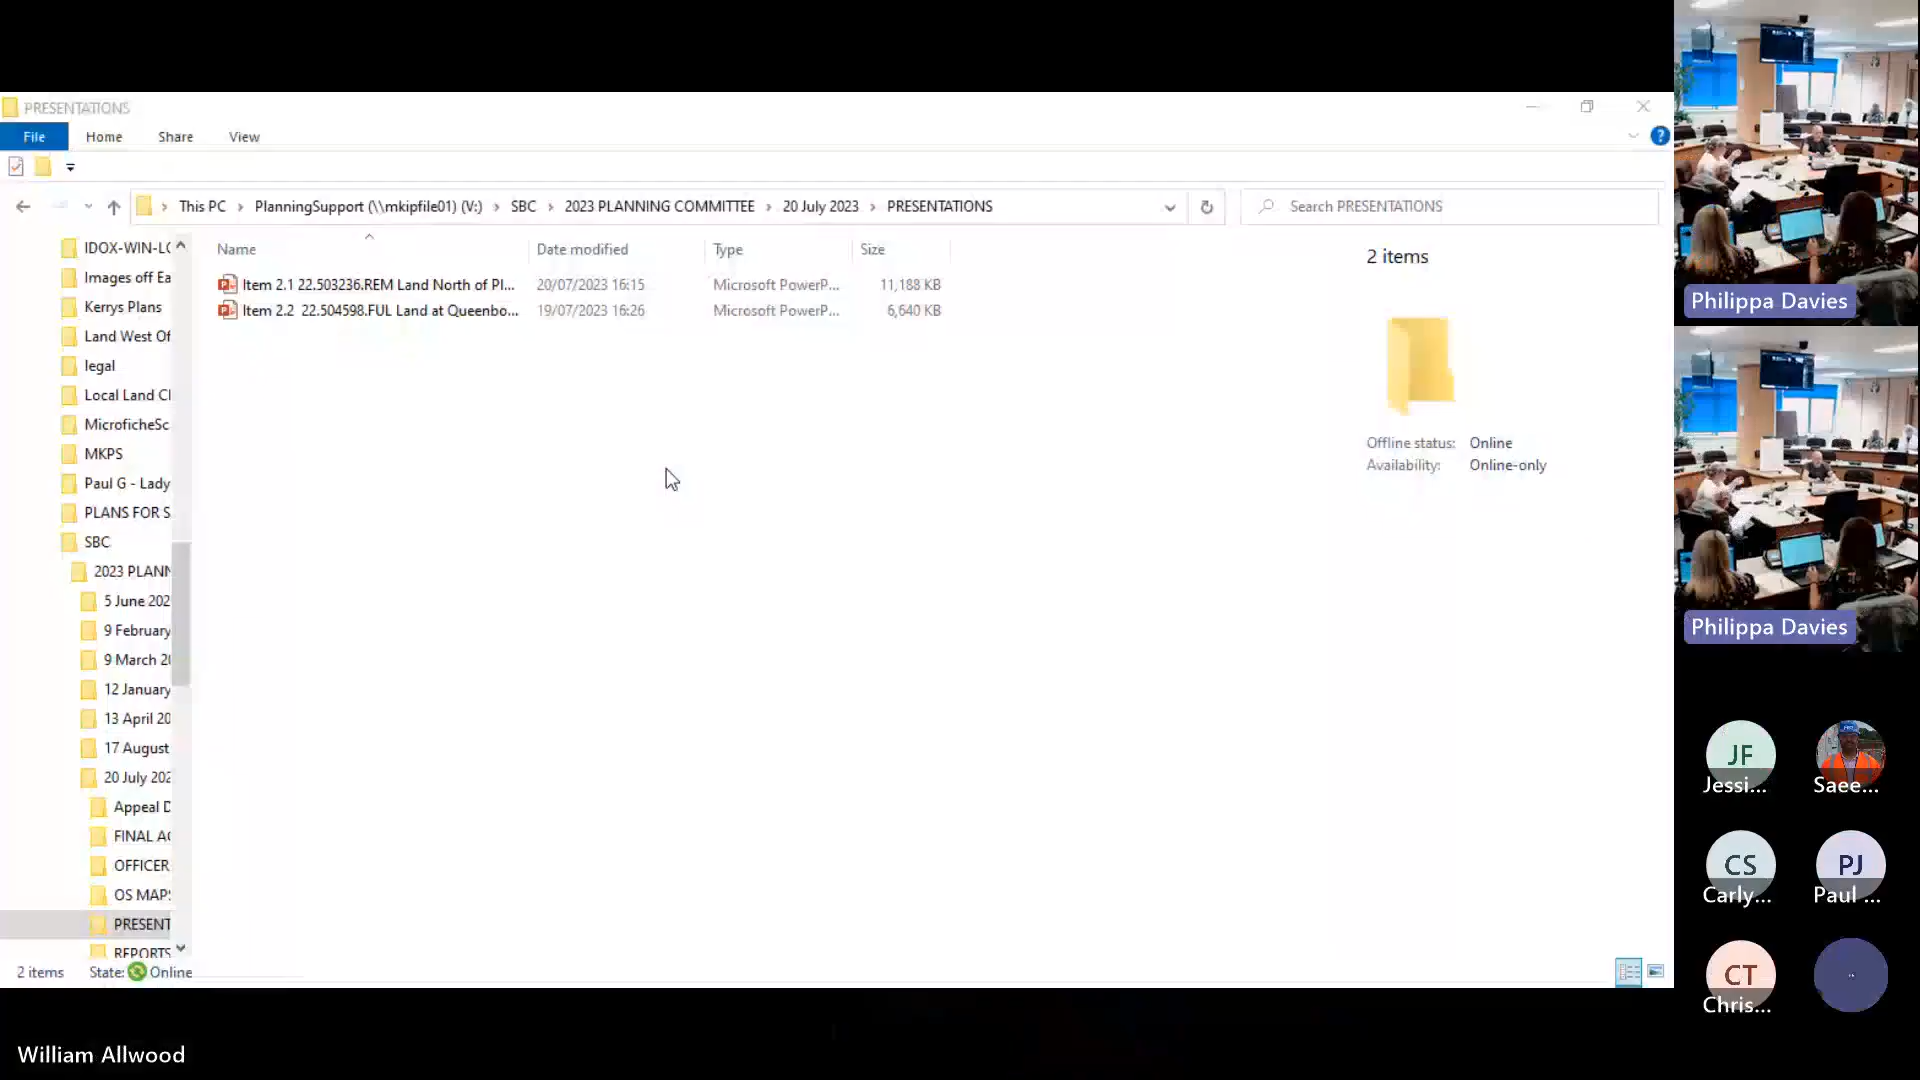 PRESENTATIONS
File Home Share View
This PC PlanningSupport (\\mkipfile01) (V:) SBC 2023 PLANNING COMMITTEE 20 July 2023 PRESENTATIONS
Search PRESENTATIONS
Name Date modified Type Size
Item 2.1 22.503236.REM Land North of Pl... 20/07/2023 16:15 Microsoft PowerP... 11,188 KB
Item 2.2 22.504598.FUL Land at Queenbo... 19/07/2023 16:26 Microsoft PowerP... 6,640 KB
2 items
Offline status: Online
Availability: Online-only
IDOX-WIN-LO
Images off Ea
Kerrys Plans
Land West Of
legal
Local Land Cl
MicroficheSc
MKPS
Paul G - Lady
PLANS FOR S
SBC
2023 PLANN
5 June 202
9 February
9 March 20
12 January
13 April 20
17 August
20 July 202
Appeal D
FINAL AG
OFFICER
OS MAPS
PRESENT
REPORTS
2 items State: Online
Philippa Davies
Philippa Davies
JF
Jessi...
Saee...
CS
Carly...
PJ
Paul ...
CT
Chris...
William Allwood